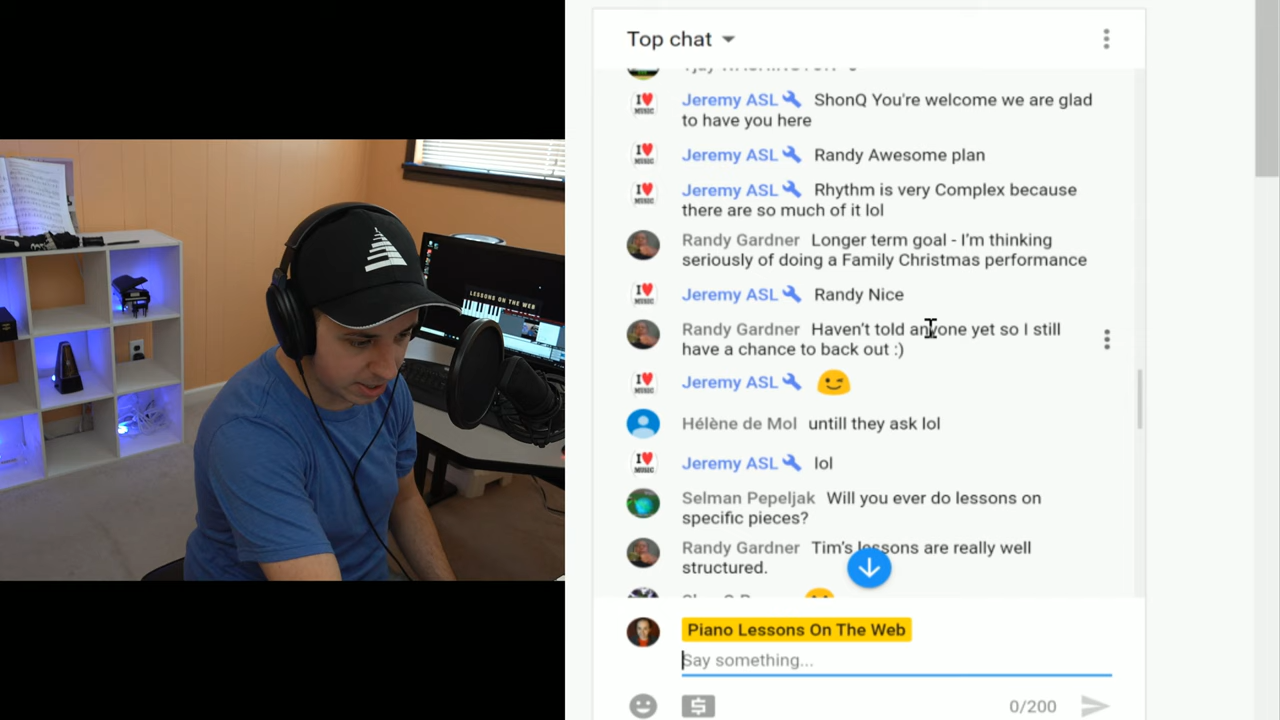 Top chat
Jeremy ASL ShonQ You're welcome we are glad
to have you here
Jeremy ASL Randy Awesome plan
Jeremy ASL Rhythm is very Complex because
there are so much of it lol
Randy Gardner Longer term goal - I'm thinking
seriously of doing a Family Christmas performance
Jeremy ASL Randy Nice
Randy Gardner Haven't told anyone yet so I still
have a chance to back out :)
Jeremy ASL 😉
Hélène de Mol untill they ask lol
Jeremy ASL lol
Selman Pepeljak Will you ever do lessons on
specific pieces?
Randy Gardner Tim's lessons are really well
structured.
Piano Lessons On The Web
Say something...
0/200
LESSONS ON THE WEB